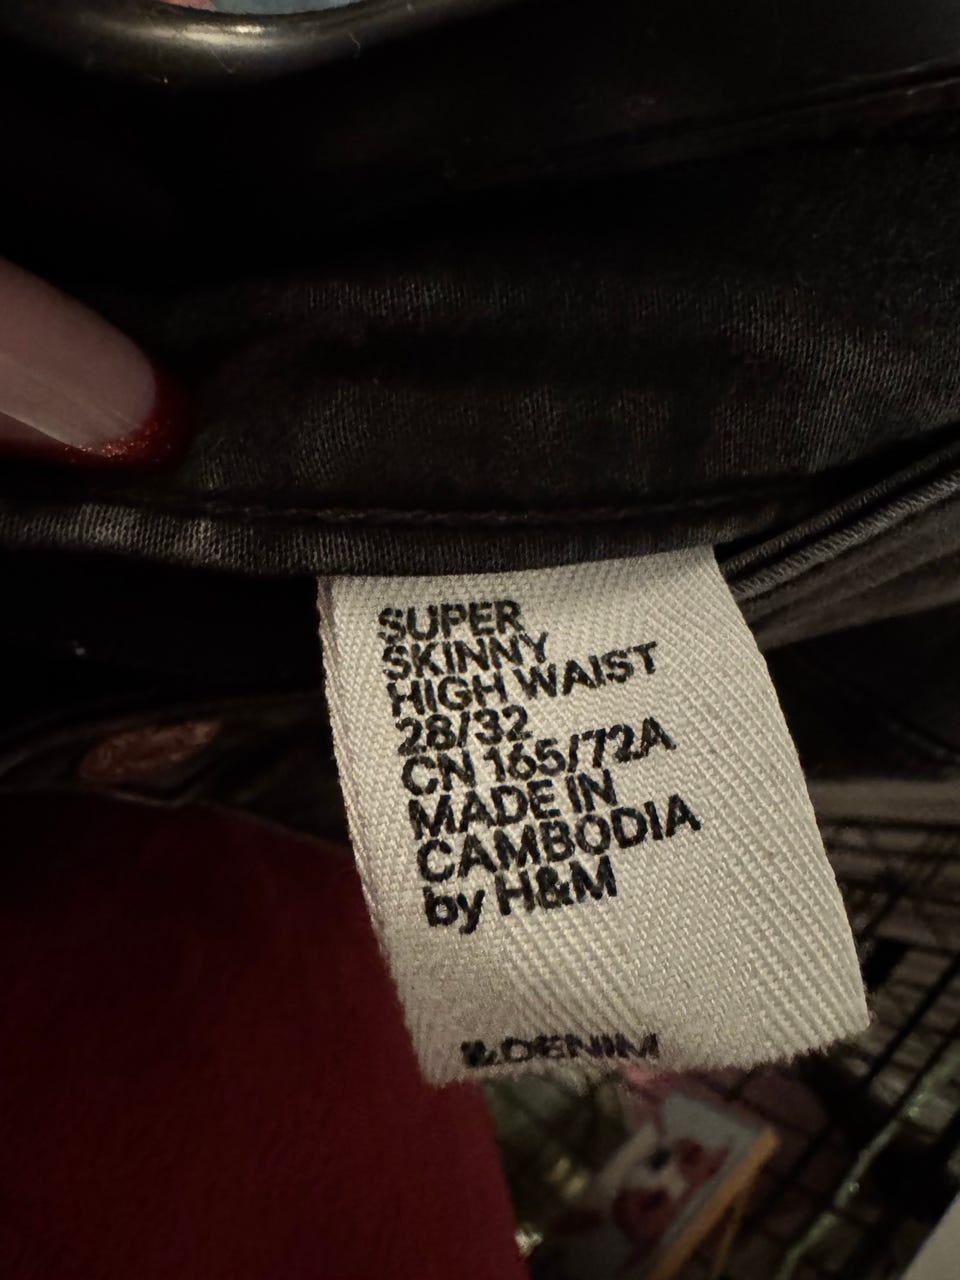 SUPER
SKINNY
HIGH WAIST
28/32
CN 165/72A
MADE IN
CAMBODIA
by H&M
&DENIM